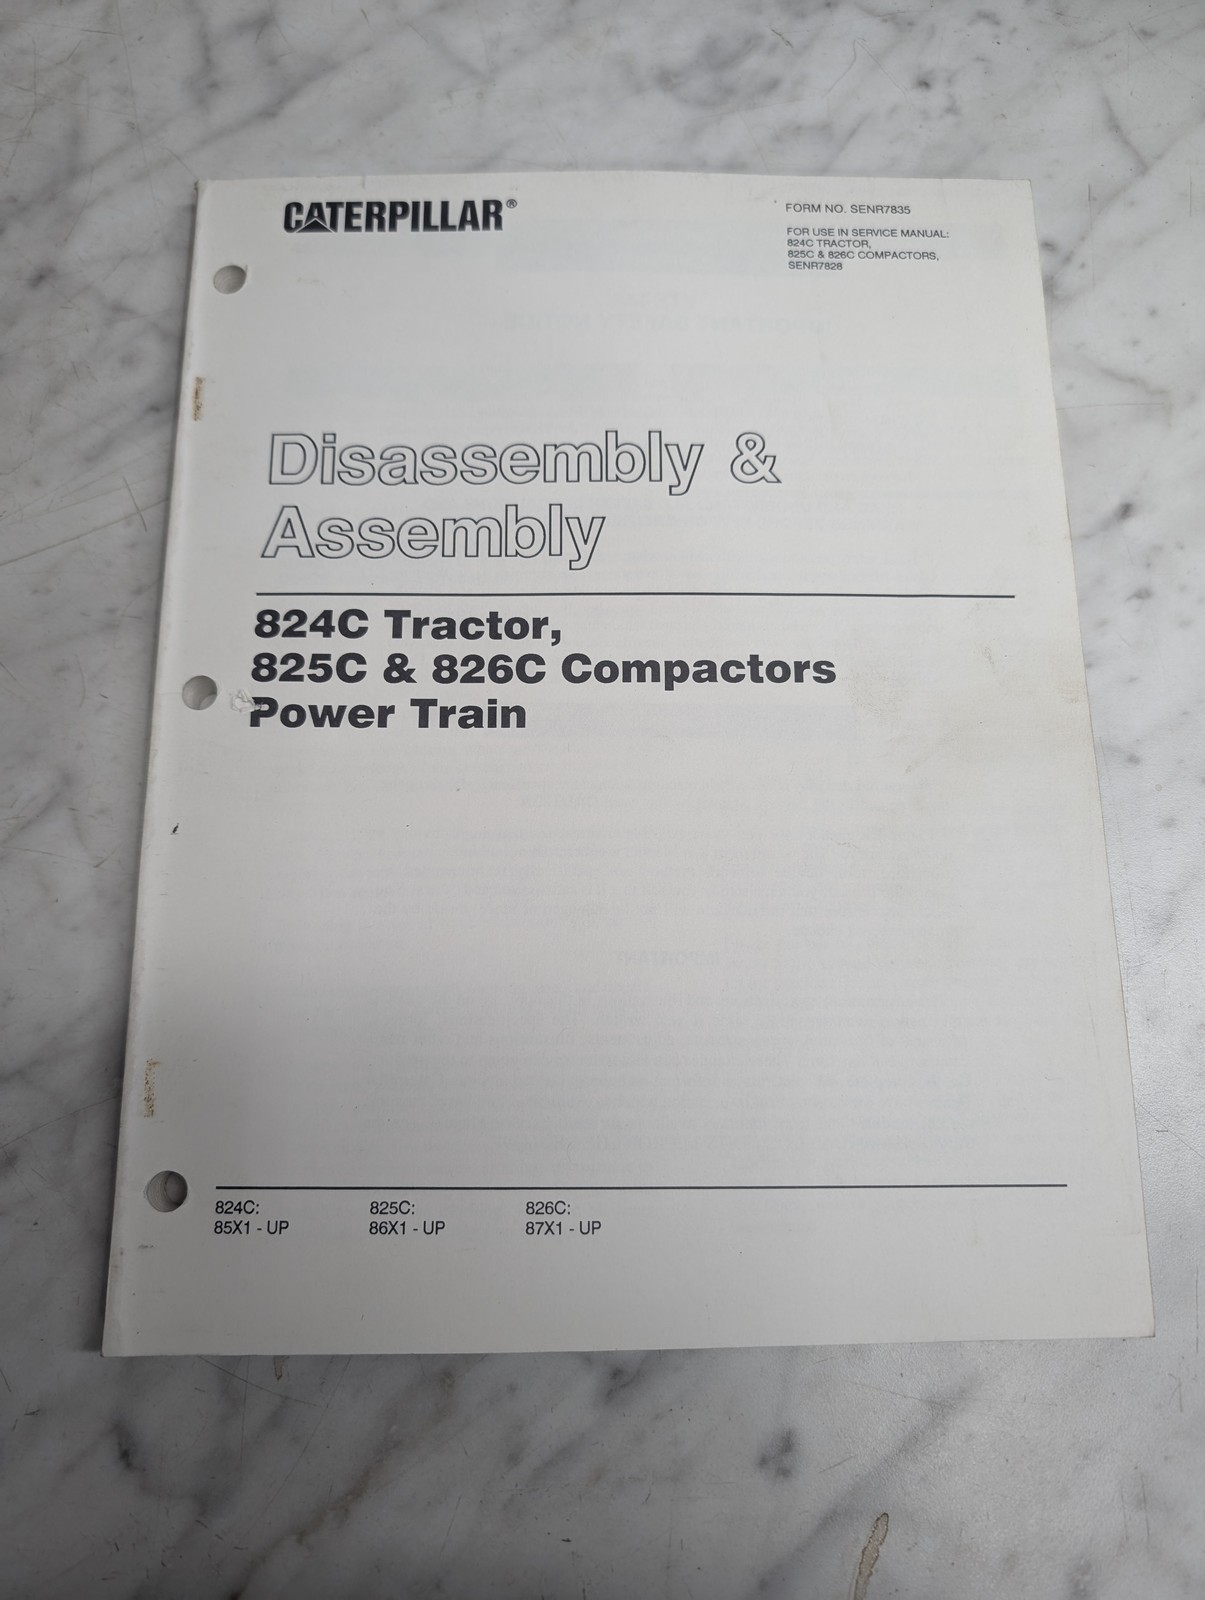 CATERPILLAR®
FORM NO. SENR7835
FOR USE IN SERVICE MANUAL:
824C TRACTOR,
825C & 826C COMPACTORS,
SENR7828
Disassembly &
Assembly
824C Tractor,
825C & 826C Compactors
Power Train
824C:
85X1 - UP
825C:
86X1 - UP
826C:
87X1 - UP